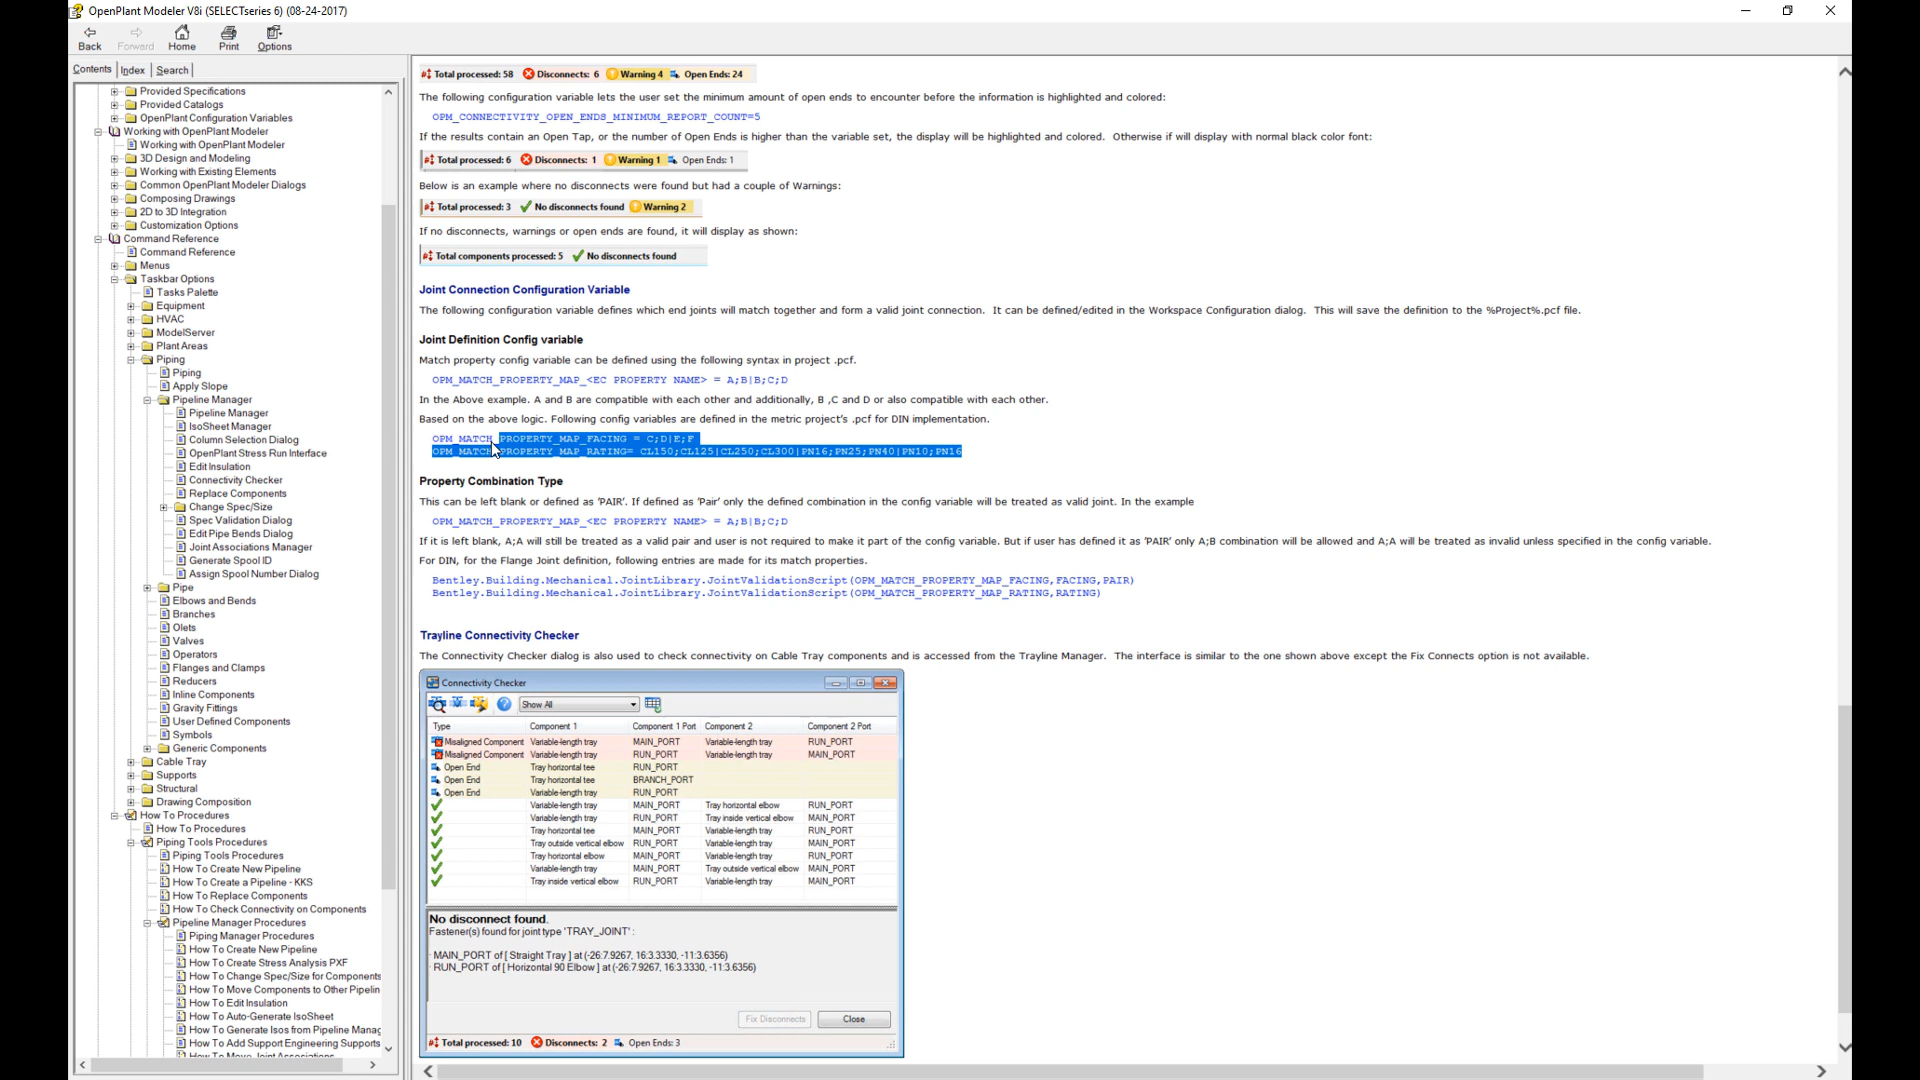 OpenPlant Modeler V8i (SELECTseries 6) (08-24-2017)
Back Forward Home Print Options
Contents Index Search
Provided Specifications
Provided Catalogs
OpenPlant Configuration Variables
Working with OpenPlant Modeler
Working with OpenPlant Modeler
3D Design and Modeling
Working with Existing Elements
Common OpenPlant Modeler Dialogs
Composing Drawings
2D to 3D Integration
Customization Options
Command Reference
Command Reference
Menus
Taskbar Options
Tasks Palette
Equipment
HVAC
ModelServer
Plant Areas
Piping
Piping
Apply Slope
Pipeline Manager
Pipeline Manager
IsoSheet Manager
Column Selection Dialog
OpenPlant Stress Run Interface
Edit Insulation
Connectivity Checker
Replace Components
Change Spec/Size
Spec Validation Dialog
Edit Pipe Bends Dialog
Joint Associations Manager
Generate Spool ID
Assign Spool Number Dialog
Pipe
Elbows and Bends
Branches
Olets
Valves
Operators
Flanges and Clamps
Reducers
Inline Components
Gravity Fittings
User Defined Components
Symbols
Generic Components
Cable Tray
Supports
Structural
Drawing Composition
How To Procedures
How To Procedures
Piping Tools Procedures
Piping Tools Procedures
How To Create New Pipeline
How To Create a Pipeline - KKS
How To Replace Components
How To Check Connectivity on Components
Pipeline Manager Procedures
Piping Manager Procedures
How To Create New Pipeline
How To Create Stress Analysis PXF
How To Change Spec/Size for Components
How To Move Components to Other Pipelin
How To Edit Insulation
How To Auto-Generate IsoSheet
How To Generate Isos from Pipeline Manag
How To Add Support Engineering Supports
How To Move Joint Associations
Total processed: 58 Disconnects: 6 Warning 4 Open Ends: 24
The following configuration variable lets the user set the minimum amount of open ends to encounter before the information is highlighted and colored:
OPM_CONNECTIVITY_OPEN_ENDS_MINIMUM_REPORT_COUNT=5
If the results contain an Open Tap, or the number of Open Ends is higher than the variable set, the display will be highlighted and colored. Otherwise if will display with normal black color font:
Total processed: 6 Disconnects: 1 Warning 1 Open Ends: 1
Below is an example where no disconnects were found but had a couple of Warnings:
Total processed: 3 No disconnects found Warning 2
If no disconnects, warnings or open ends are found, it will display as shown:
Total components processed: 5 No disconnects found
Joint Connection Configuration Variable
The following configuration variable defines which end joints will match together and form a valid joint connection. It can be defined/edited in the Workspace Configuration dialog. This will save the definition to the %Project%.pcf file.
Joint Definition Config variable
Match property config variable can be defined using the following syntax in project .pcf.
OPM_MATCH_PROPERTY_MAP_<EC PROPERTY NAME> = A;B|B;C;D
In the Above example. A and B are compatible with each other and additionally, B ,C and D or also compatible with each other.
Based on the above logic. Following config variables are defined in the metric project's .pcf for DIN implementation.
OPM_MATCH_PROPERTY_MAP_FACING = C;D|E;F
OPM_MATCH_PROPERTY_MAP_RATING= CL150;CL125|CL250;CL300|PN16;PN25;PN40|PN10;PN16
Property Combination Type
This can be left blank or defined as 'PAIR'. If defined as 'Pair' only the defined combination in the config variable will be treated as valid joint. In the example
OPM_MATCH_PROPERTY_MAP_<EC PROPERTY NAME> = A;B|B;C;D
If it is left blank, A;A will still be treated as a valid pair and user is not required to make it part of the config variable. But if user has defined it as 'PAIR' only A;B combination will be allowed and A;A will be treated as invalid unless specified in the config variable.
For DIN, for the Flange Joint definition, following entries are made for its match properties.
Bentley.Building.Mechanical.JointLibrary.JointValidationScript(OPM_MATCH_PROPERTY_MAP_FACING,FACING,PAIR)
Bentley.Building.Mechanical.JointLibrary.JointValidationScript(OPM_MATCH_PROPERTY_MAP_RATING,RATING)
Trayline Connectivity Checker
The Connectivity Checker dialog is also used to check connectivity on Cable Tray components and is accessed from the Trayline Manager. The interface is similar to the one shown above except the Fix Connects option is not available.
Connectivity Checker
Show All
Type Component 1 Component 1 Port Component 2 Component 2 Port
Misaligned Component Variable-length tray MAIN_PORT Variable-length tray RUN_PORT
Misaligned Component Variable-length tray RUN_PORT Variable-length tray MAIN_PORT
Open End Tray horizontal tee RUN_PORT
Open End Tray horizontal tee BRANCH_PORT
Open End Variable-length tray RUN_PORT
Variable-length tray MAIN_PORT Tray horizontal elbow RUN_PORT
Variable-length tray RUN_PORT Tray inside vertical elbow MAIN_PORT
Tray horizontal tee MAIN_PORT Variable-length tray RUN_PORT
Tray outside vertical elbow RUN_PORT Variable-length tray MAIN_PORT
Tray horizontal elbow MAIN_PORT Variable-length tray RUN_PORT
Variable-length tray MAIN_PORT Tray outside vertical elbow MAIN_PORT
Tray inside vertical elbow RUN_PORT Variable-length tray MAIN_PORT
No disconnect found.
Fastener(s) found for joint type 'TRAY_JOINT' :
- MAIN_PORT of [ Straight Tray ] at (-26:7.9267, 16:3.3330, -11:3.6356)
- RUN_PORT of [ Horizontal 90 Elbow ] at (-26:7.9267, 16:3.3330, -11:3.6356)
Fix Disconnects Close
Total processed: 10 Disconnects: 2 Open Ends: 3